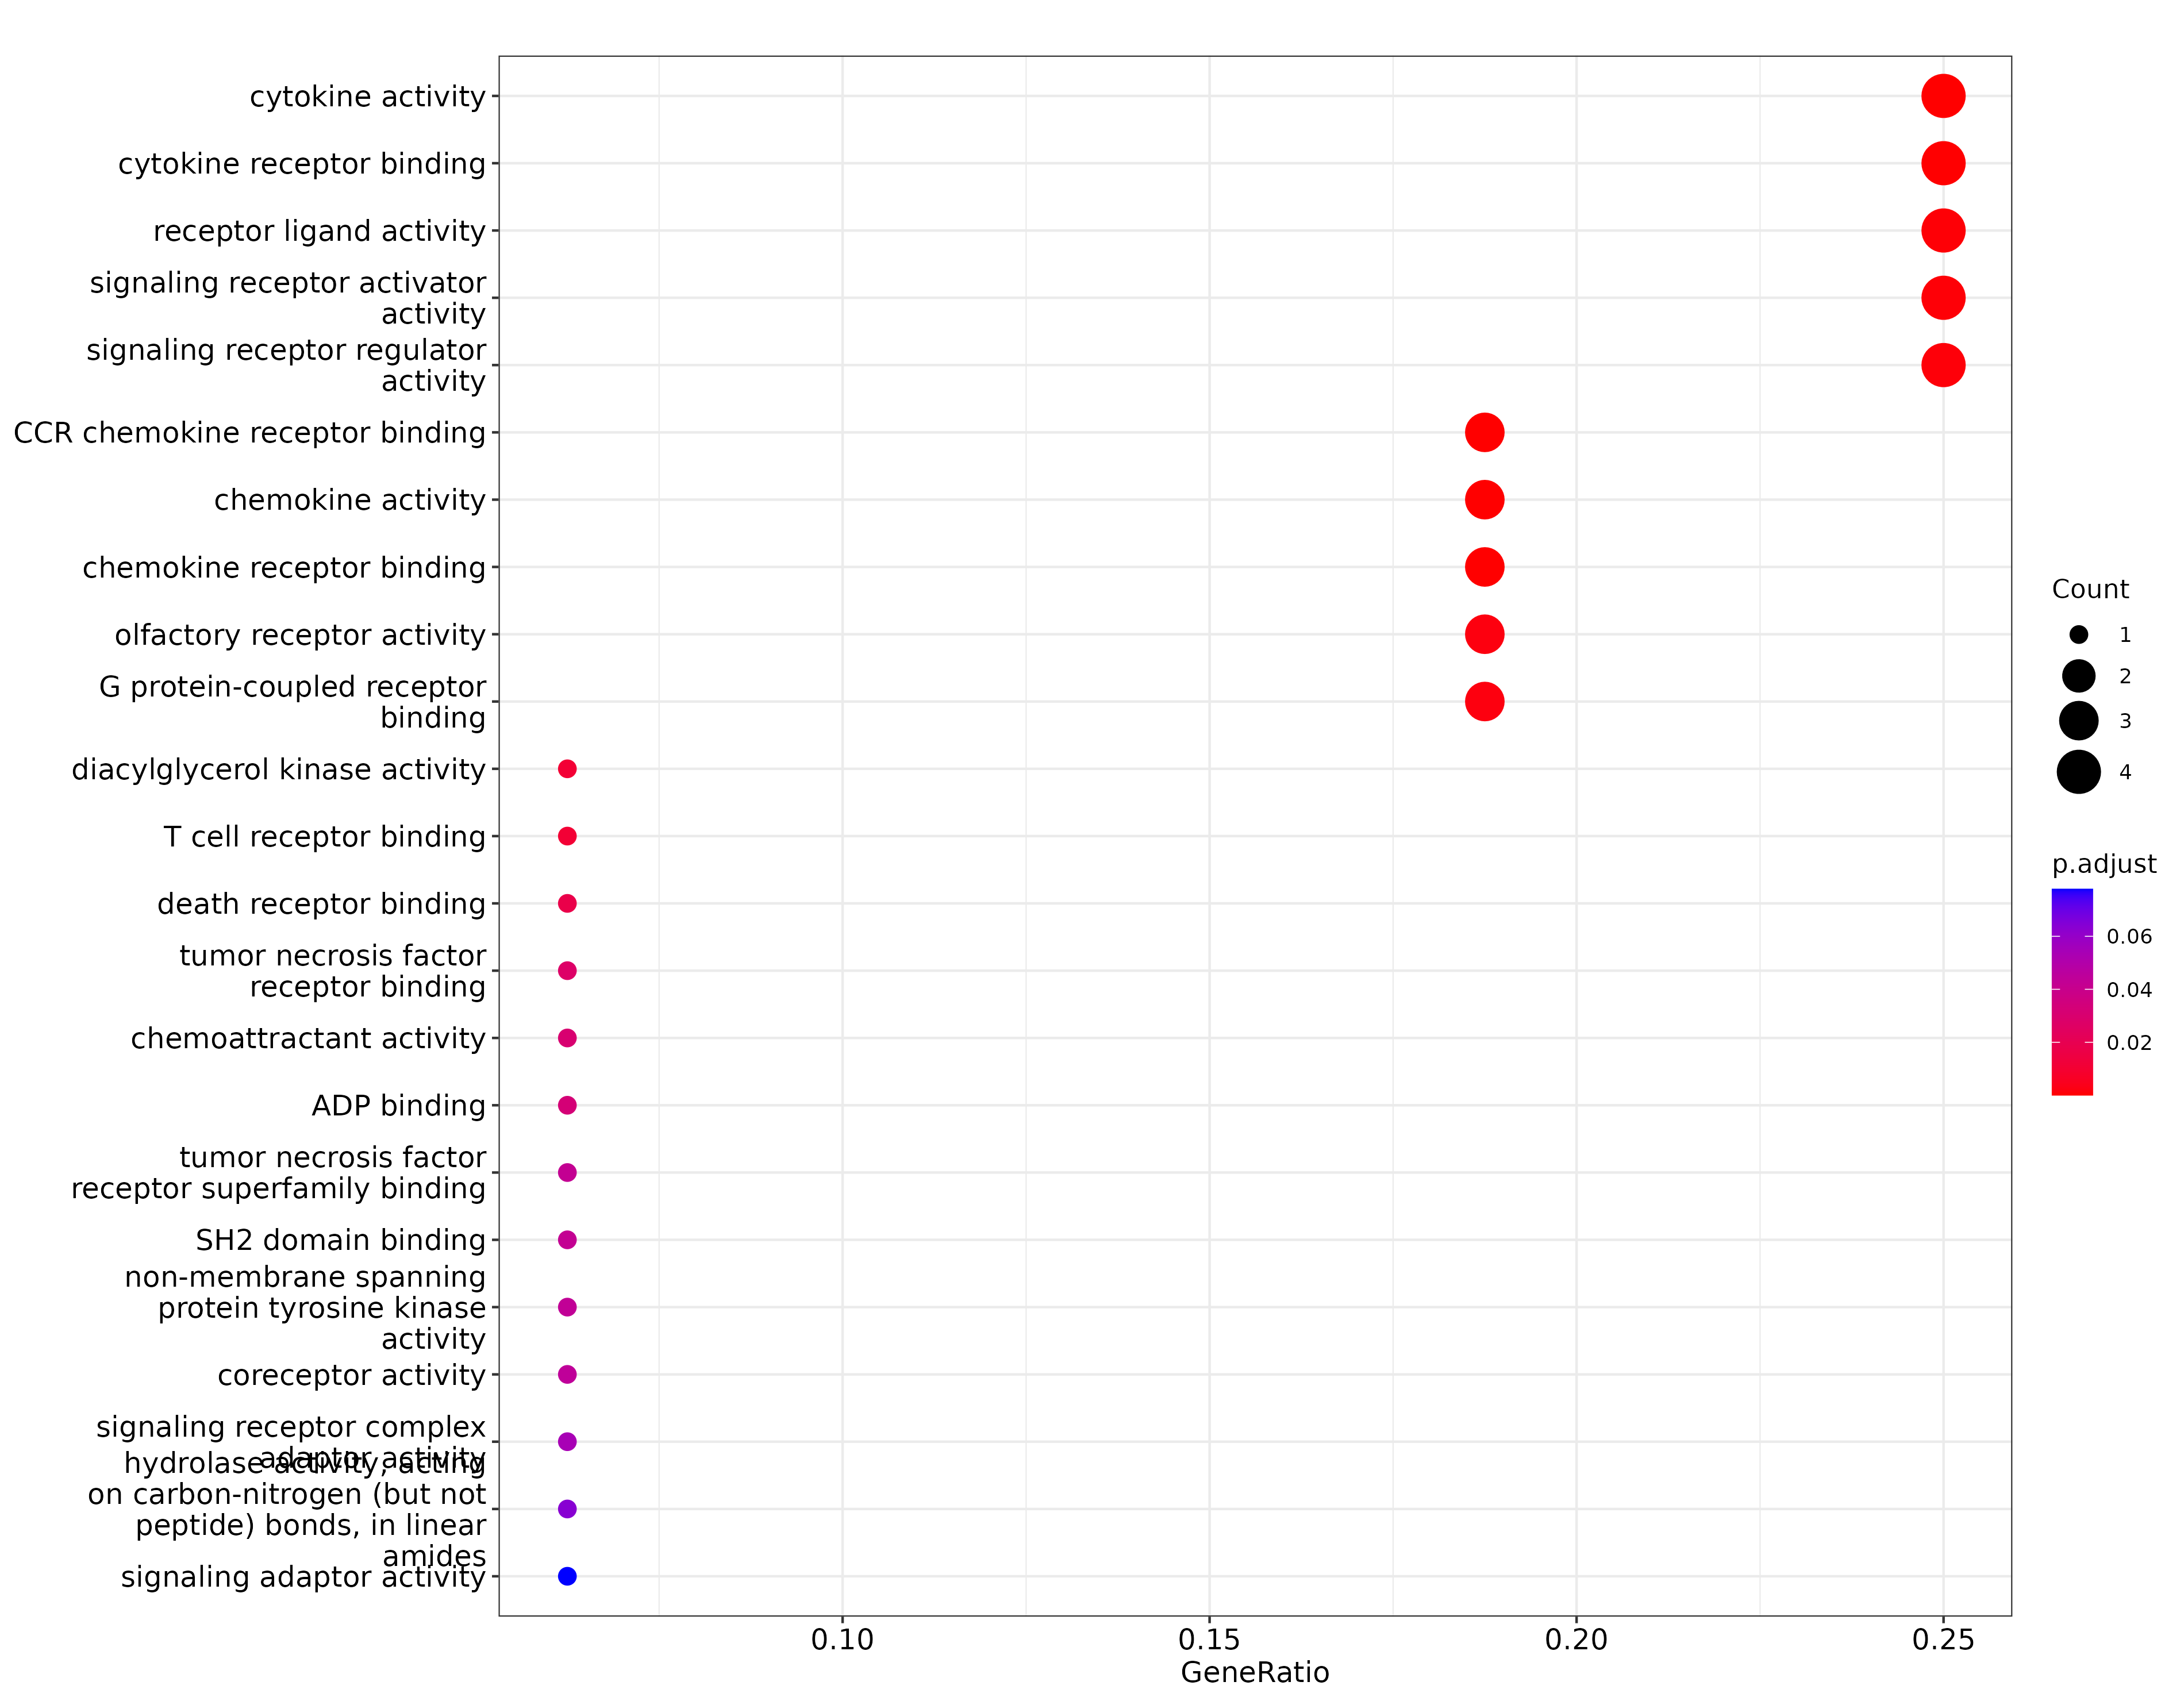 cytokine activity
cytokine receptor binding
receptor ligand activity
signaling receptor activator
activity
signaling receptor regulator
activity
CCR chemokine receptor binding
chemokine activity
chemokine receptor binding
olfactory receptor activity
G protein-coupled receptor
binding
diacylglycerol kinase activity
T cell receptor binding
death receptor binding
tumor necrosis factor
receptor binding
chemoattractant activity
ADP binding
tumor necrosis factor
receptor superfamily binding
SH2 domain binding
non-membrane spanning
protein tyrosine kinase
activity
coreceptor activity
signaling receptor complex
adaptor activity
hydrolase activity, acting
on carbon-nitrogen (but not
peptide) bonds, in linear
amides
signaling adaptor activity
0.10
0.15
0.20
0.25
GeneRatio
Count
1
2
3
4
p.adjust
0.06
0.04
0.02